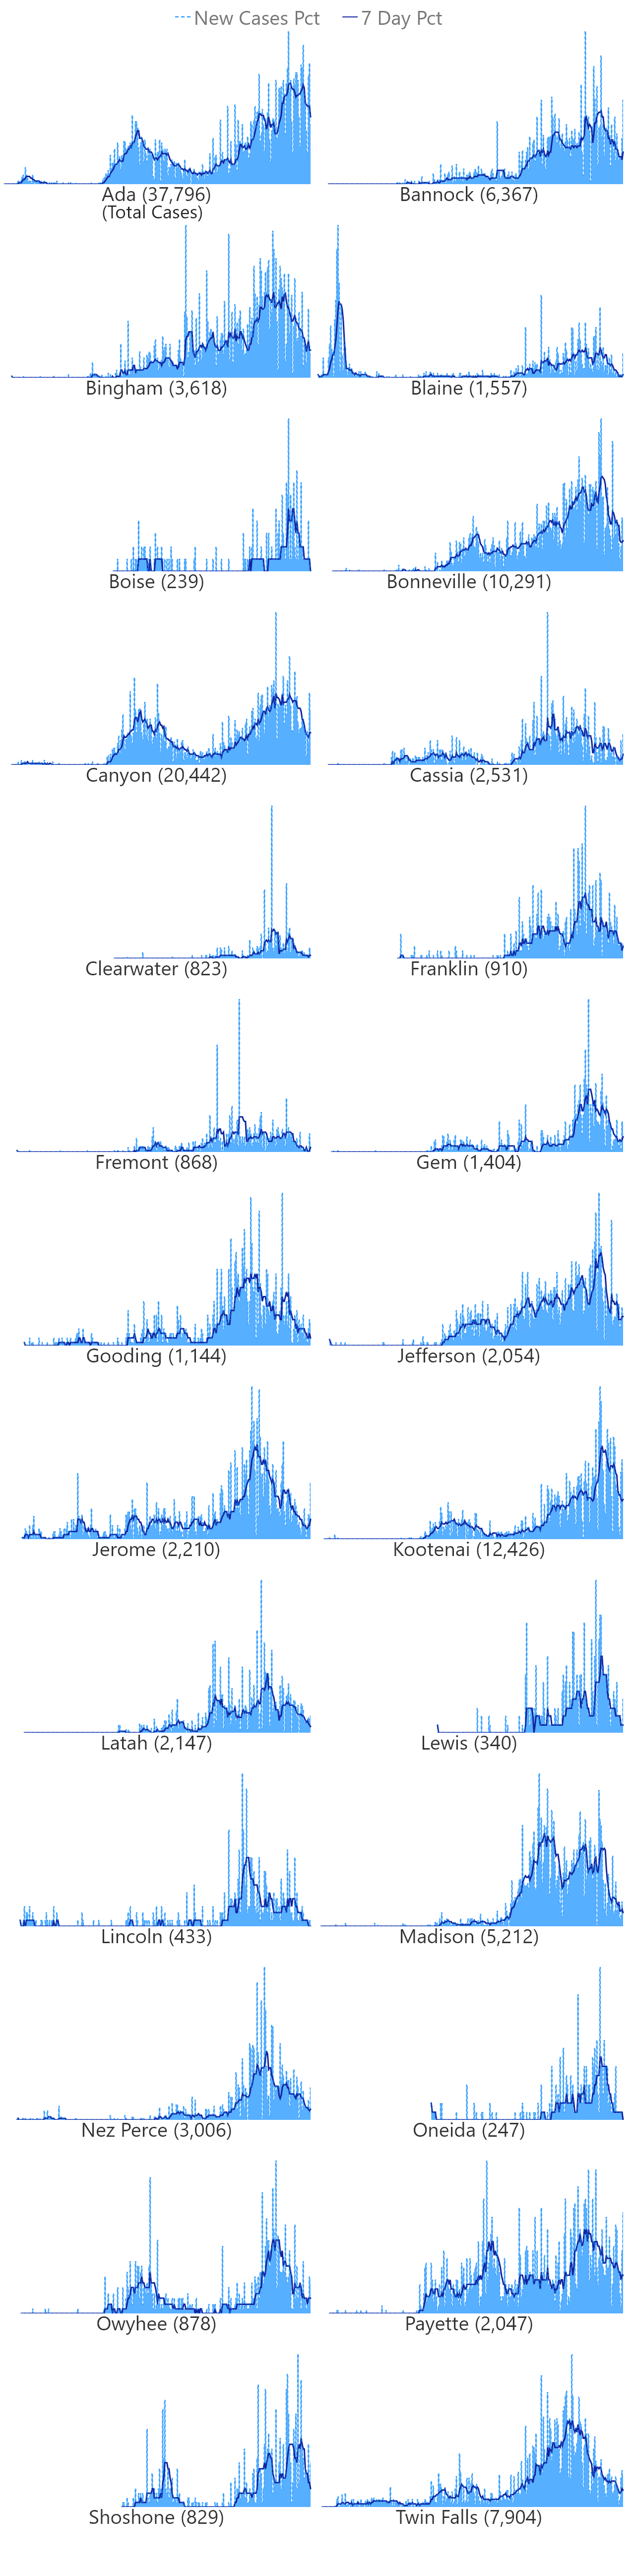 New Cases Pct 7 Day Pct
Ada (37,796) Bannock (6,367)
(Total Cases)
Bingham (3,618) Blaine (1,557)
Boise (239) Bonneville (10,291)
Canyon (20,442) Cassia (2,531)
Clearwater (823) Franklin (910)
Fremont (868) Gem (1,404)
Gooding (1,144) Jefferson (2,054)
Jerome (2,210) Kootenai (12,426)
Latah (2,147) Lewis (340)
Lincoln (433) Madison (5,212)
Nez Perce (3,006) Oneida (247)
Owyhee (878) Payette (2,047)
Shoshone (829) Twin Falls (7,904)